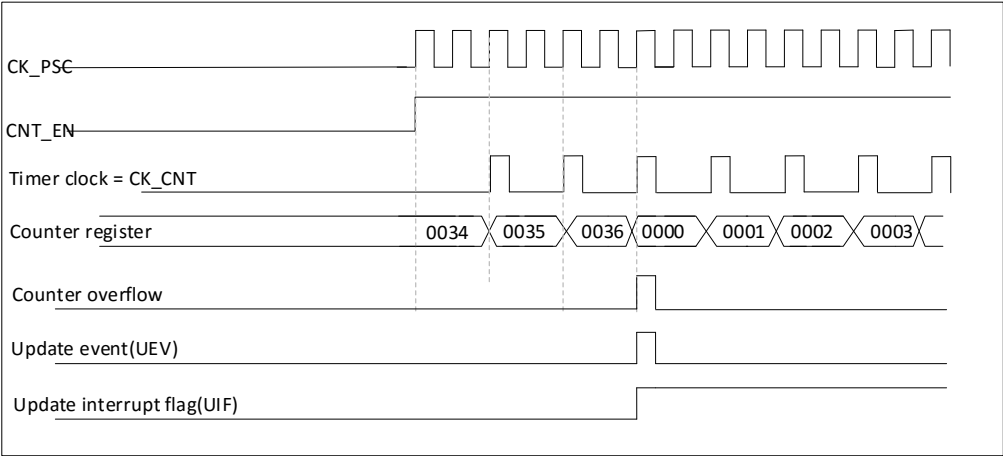 CK_PSC
CNT_EN
Timer clock = CK_CNT
Counter register 0034 0035 0036 0000 0001 0002 0003
Counter overflow
Update event(UEV)
Update interrupt flag(UIF)